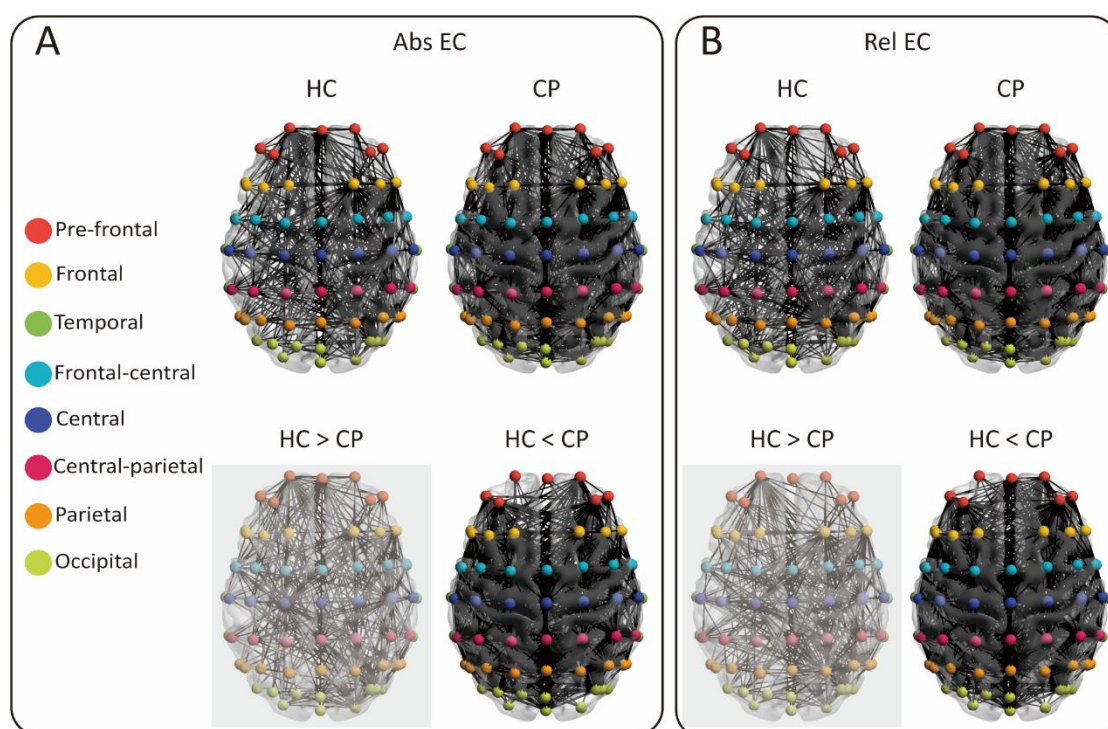 A
Abs EC
HC
CP
Pre-frontal
Frontal
Temporal
Frontal-central
Central
Central-parietal
Parietal
Occipital
HC > CP
HC < CP
B
Rel EC
HC
CP
HC > CP
HC < CP